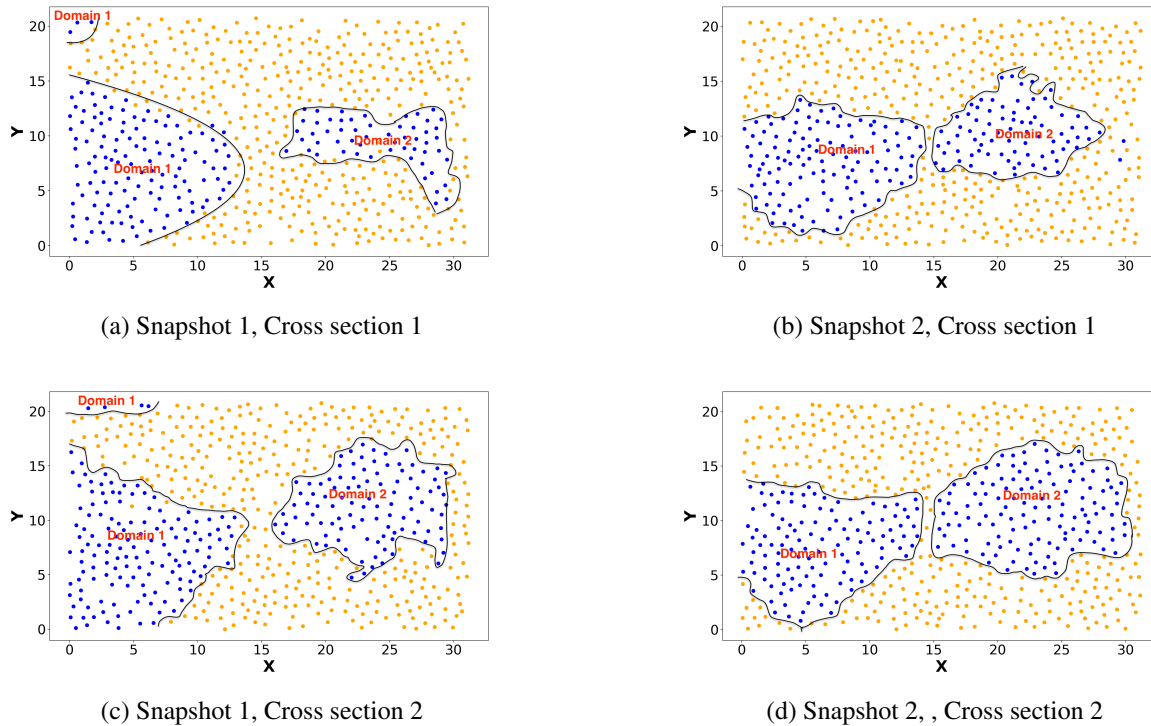 Domain 1
20
15
10
5
0
Y
Domain 1
Domain 2
0 5 10 15 20 25 30
X
(a) Snapshot 1, Cross section 1
20
15
10
5
0
Y
Domain 1
Domain 2
0 5 10 15 20 25 30
X
(b) Snapshot 2, Cross section 1
Domain 1
20
15
10
5
0
Y
Domain 2
Domain 1
0 5 10 15 20 25 30
X
(c) Snapshot 1, Cross section 2
20
15
10
5
0
Y
Domain 2
Domain 1
0 5 10 15 20 25 30
X
(d) Snapshot 2, , Cross section 2